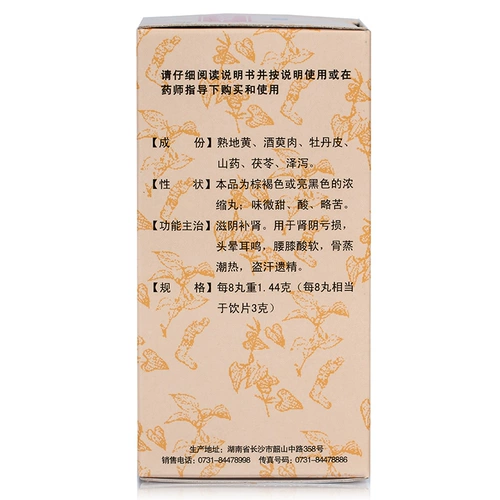 请仔细阅读说明书并按说明使用或在
药师指导下购买和使用
【成　份】熟地黄、酒萸肉、牡丹皮、
山药、茯苓、泽泻。
【性　状】本品为棕褐色或亮黑色的浓
缩丸；味微甜、酸、略苦。
【功能主治】滋阴补肾。用于肾阴亏损，
头晕耳鸣，腰膝酸软，骨蒸
潮热，盗汗遗精。
【规　格】每8丸重1.44克（每8丸相当
于饮片3克）
生产地址：湖南省长沙市韶山中路358号
销售电话：0731-84478998　传真号码：0731-84478886